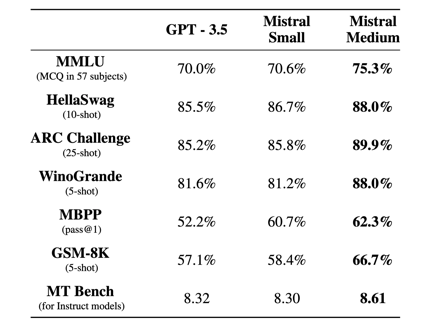 GPT - 3.5 Mistral Small Mistral Medium
MMLU 70.0% 70.6% 75.3%
(MCQ in 57 subjects)
HellaSwag 85.5% 86.7% 88.0%
(10-shot)
ARC Challenge 85.2% 85.8% 89.9%
(25-shot)
WinoGrande 81.6% 81.2% 88.0%
(5-shot)
MBPP 52.2% 60.7% 62.3%
(pass@1)
GSM-8K 57.1% 58.4% 66.7%
(5-shot)
MT Bench 8.32 8.30 8.61
(for Instruct models)